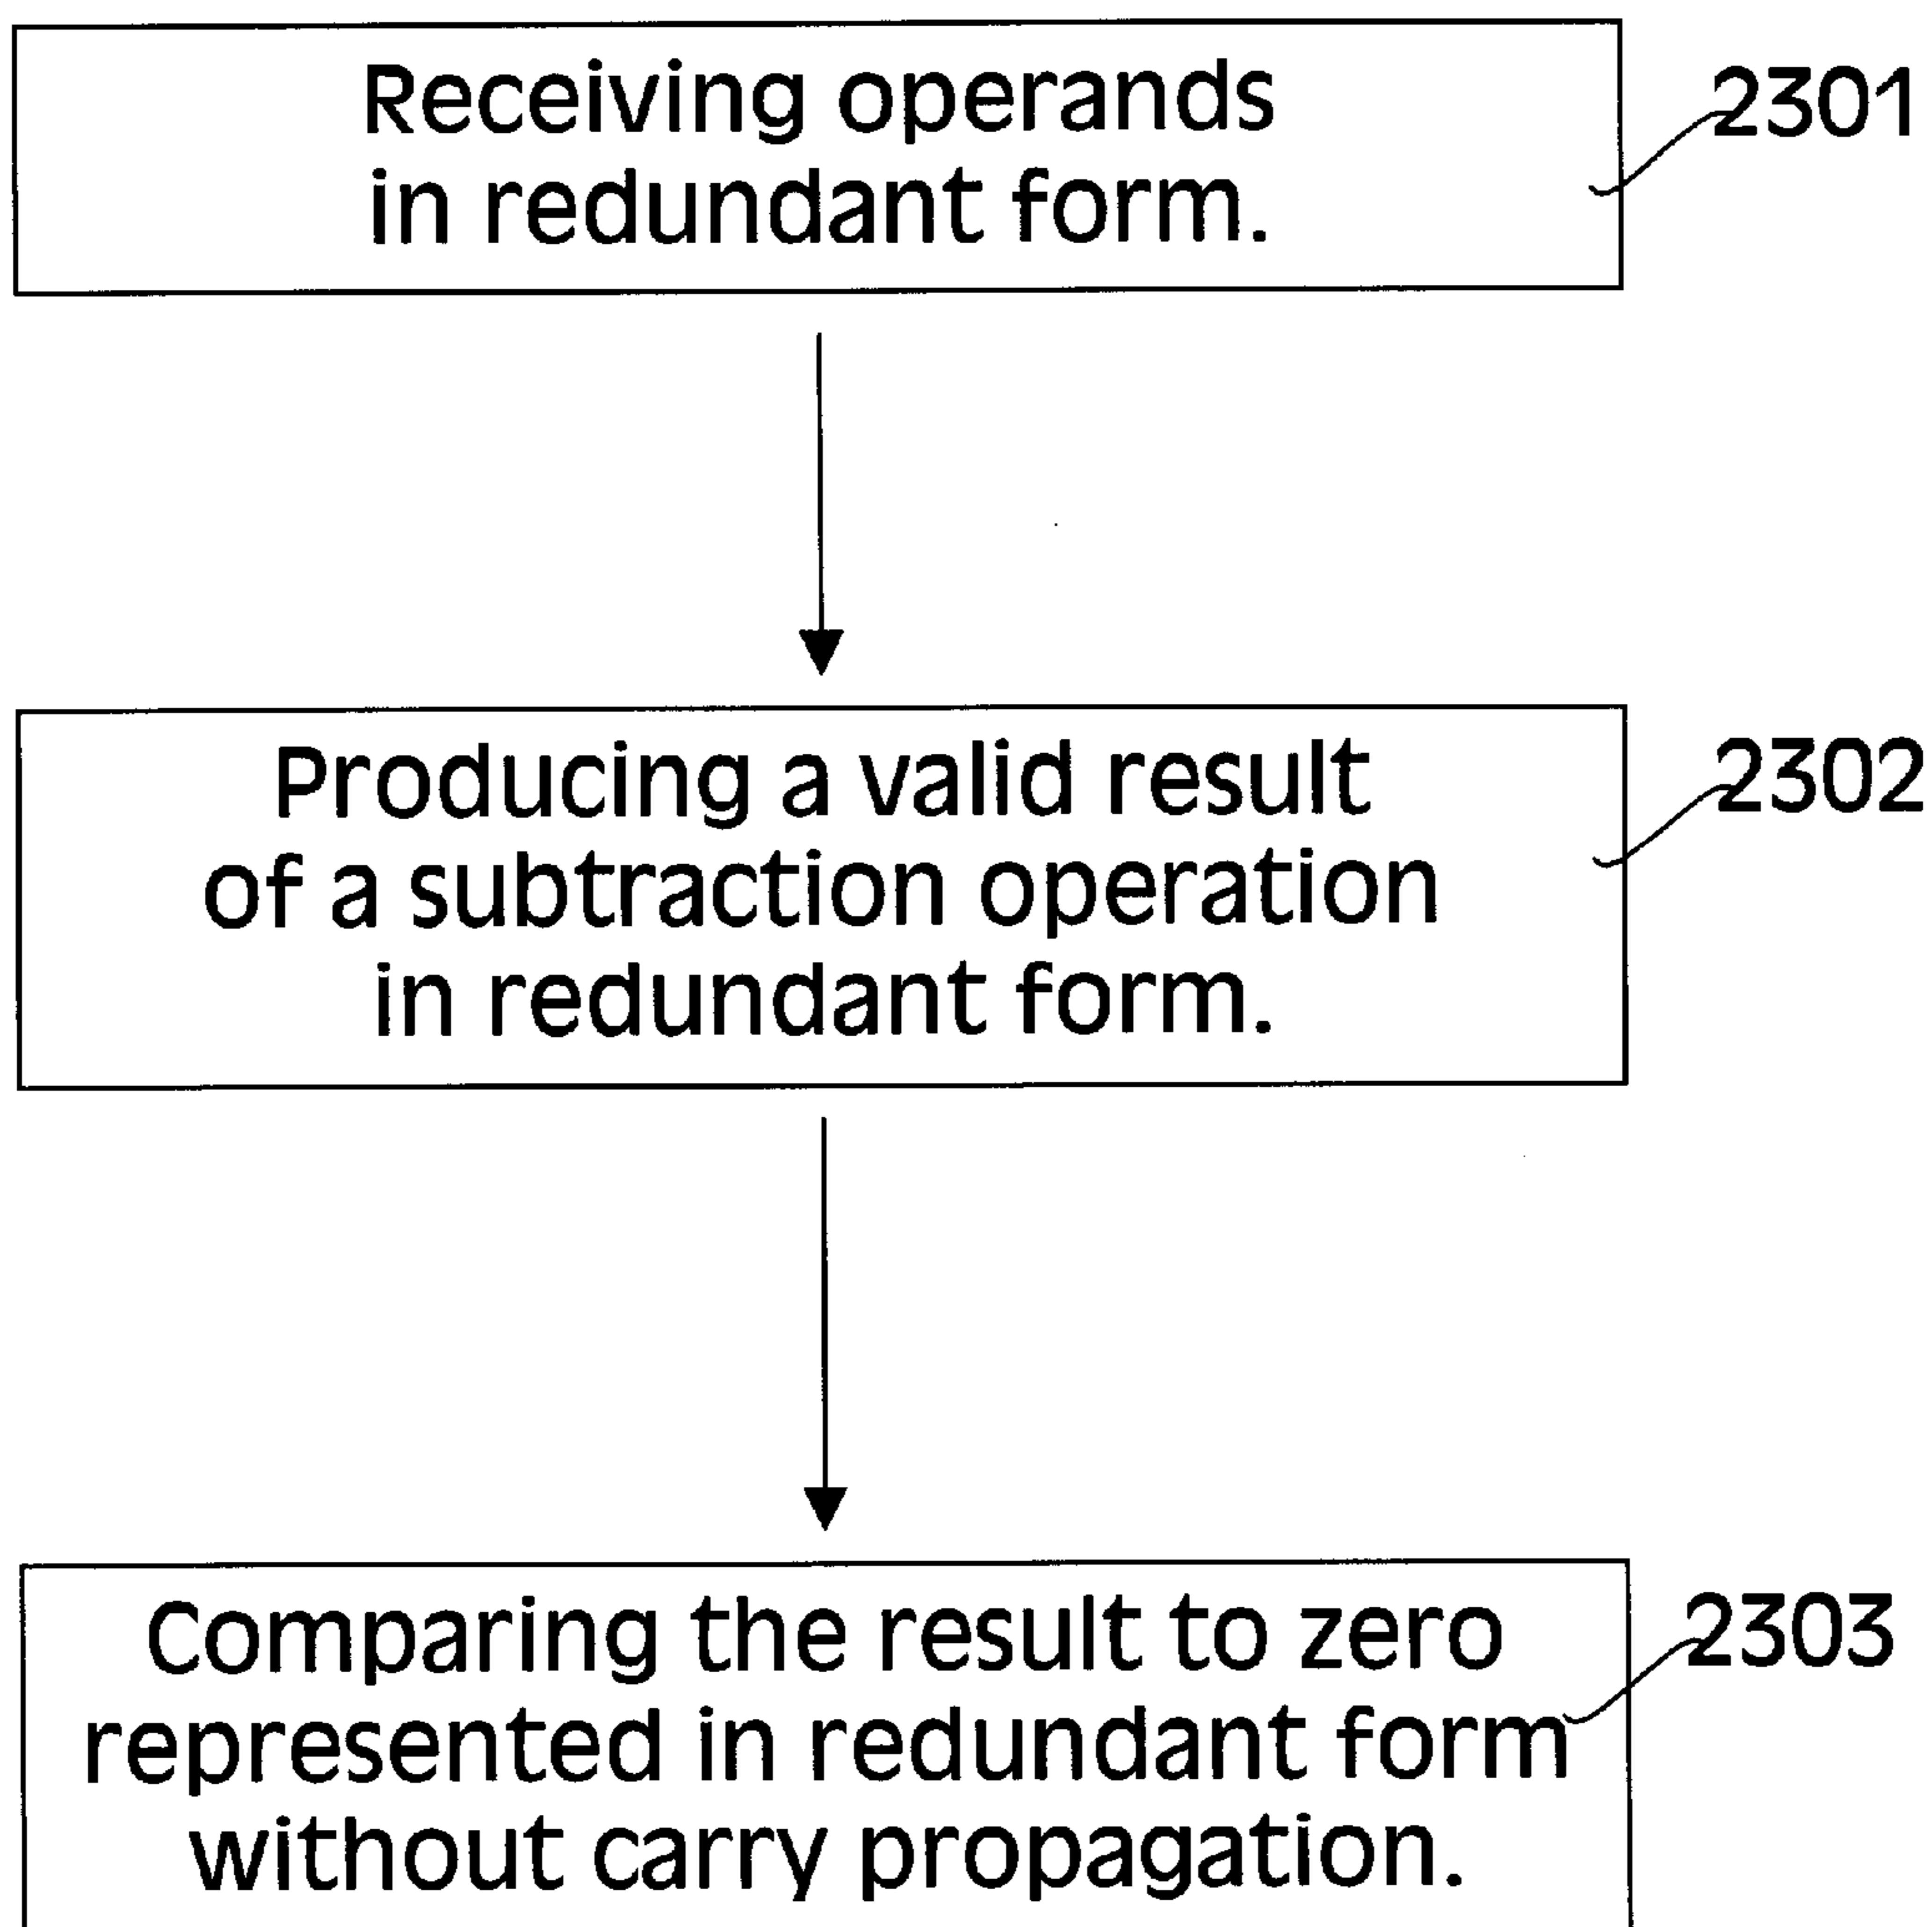 Receiving operands
in redundant form.
2301
Producing a valid result
of a subtraction operation
in redundant form.
2302
Comparing the result to zero
represented in redundant form
without carry propagation.
2303